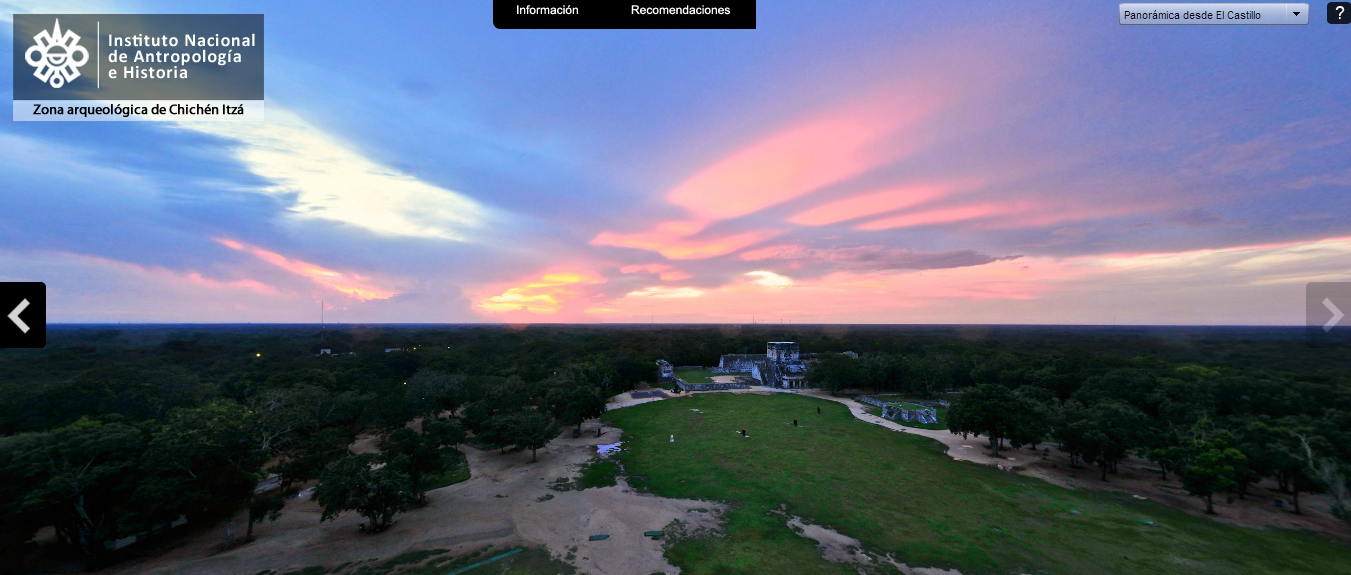 Información
Recomendaciones
Panorámica desde El Castillo
?
Instituto Nacional
de Antropología
e Historia
Zona arqueológica de Chichén Itzá